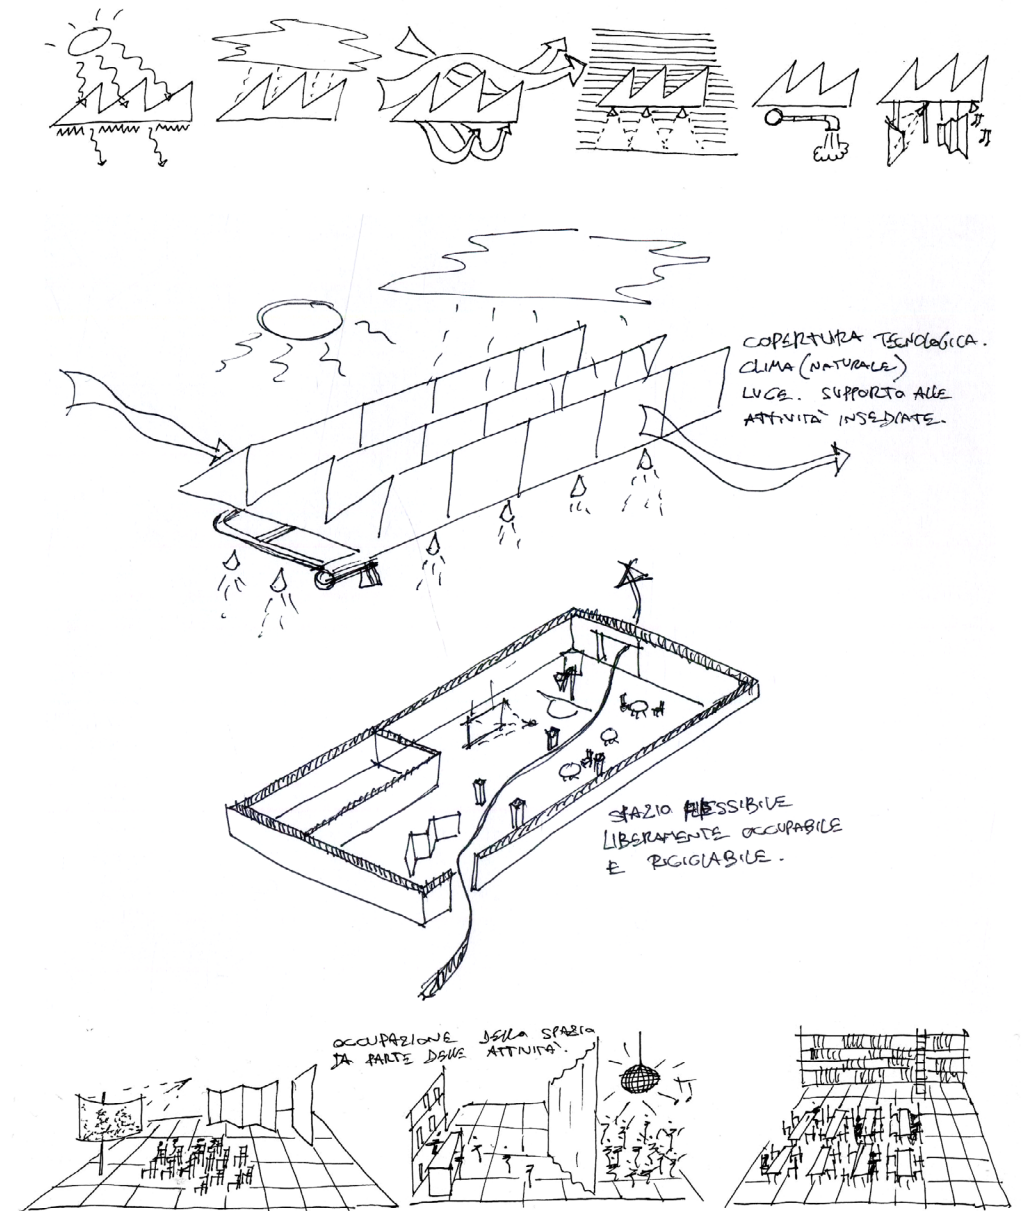 COPERTURA TECNOLOGICA.
CLIMA (NATURALE)
LUCE. SUPPORTO ALLE
ATTIVITÀ INSEDIATE.
SPAZIO FLESSIBILE
LIBERAMENTE OCCUPABILE
E RICICLABILE.
OCCUPAZIONE DELLO SPAZIO
DA PARTE DELLE ATTIVITÀ.